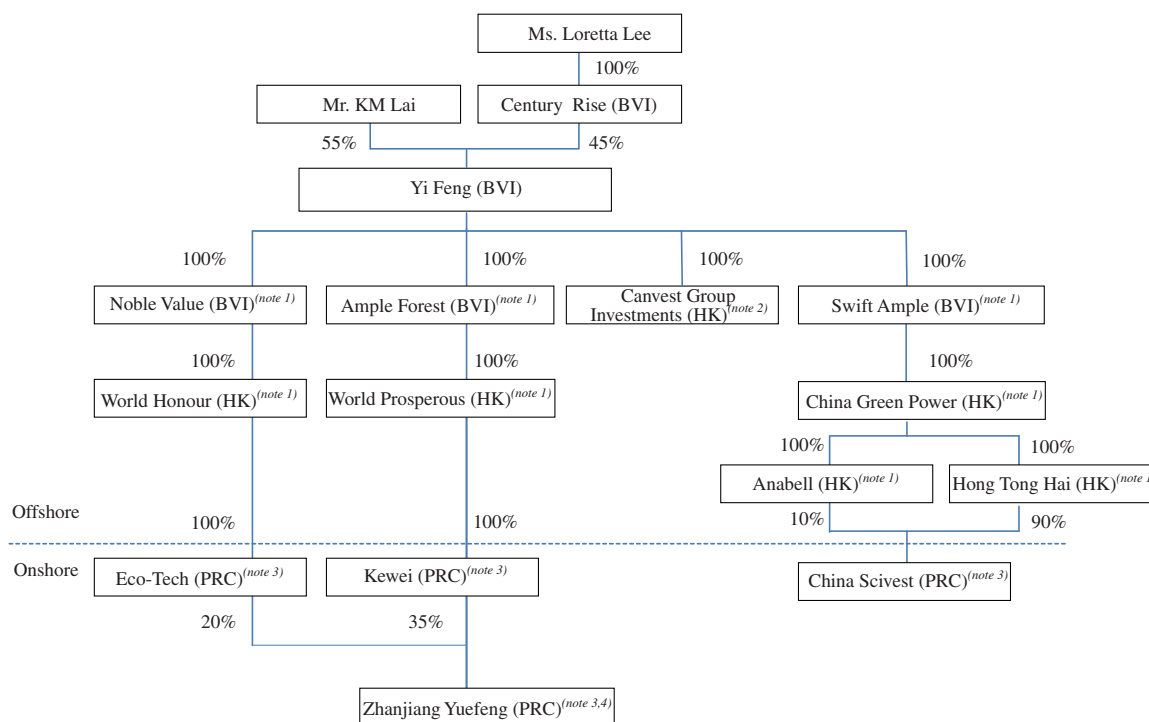 Ms. Loretta Lee
100%
Mr. KM Lai
Century Rise (BVI)
55%
45%
Yi Feng (BVI)
100%
100%
100%
100%
Noble Value (BVI)(note 1)
Ample Forest (BVI)(note 1)
Canvest Group
Investments (HK)(note 2)
Swift Ample (BVI)(note 1)
100%
100%
100%
World Honour (HK)(note 1)
World Prosperous (HK)(note 1)
China Green Power (HK)(note 1)
100%
100%
Anabell (HK)(note 1)
Hong Tong Hai (HK)(note 1
Offshore
100%
100%
10%
90%
Onshore
Eco-Tech (PRC)(note 3)
Kewei (PRC)(note 3)
China Scivest (PRC)(note 3)
20%
35%
Zhanjiang Yuefeng (PRC)(note 3,4)